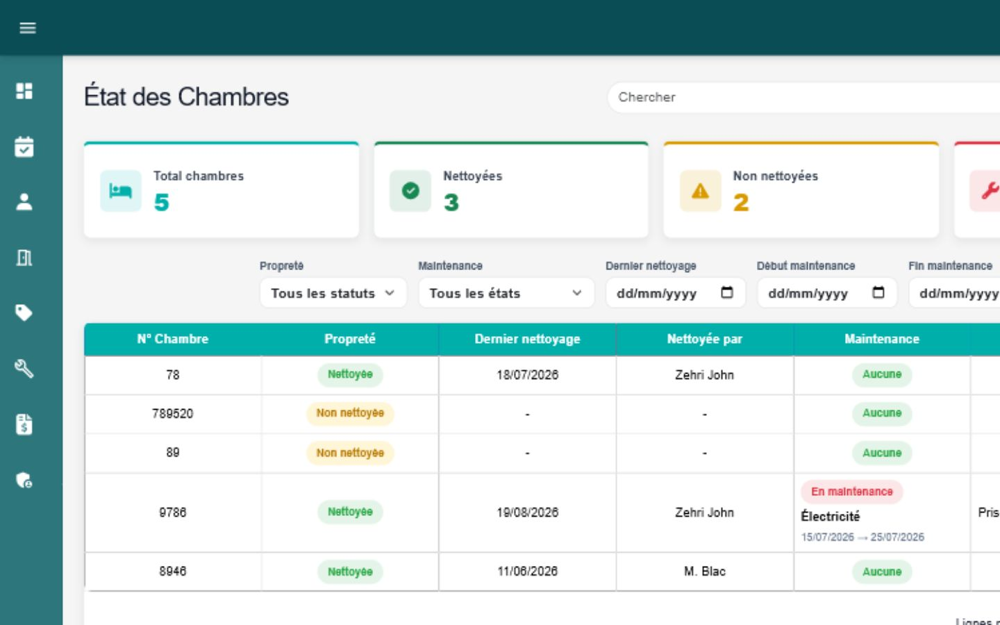 État des Chambres
Chercher
Total chambres
5
Nettoyées
3
Non nettoyées
2
Propreté
Maintenance
Dernier nettoyage
Début maintenance
Fin maintenance
Tous les statuts
Tous les états
dd/mm/yyyy
dd/mm/yyyy
dd/mm/yyyy
N° Chambre Propreté Dernier nettoyage Nettoyée par Maintenance
78 Nettoyée 18/07/2026 Zehri John Aucune
789520 Non nettoyée - - Aucune
89 Non nettoyée - - Aucune
9786 Nettoyée 19/08/2026 Zehri John En maintenance
Électricité
15/07/2026 → 25/07/2026
Pris
8946 Nettoyée 11/06/2026 M. Blac Aucune